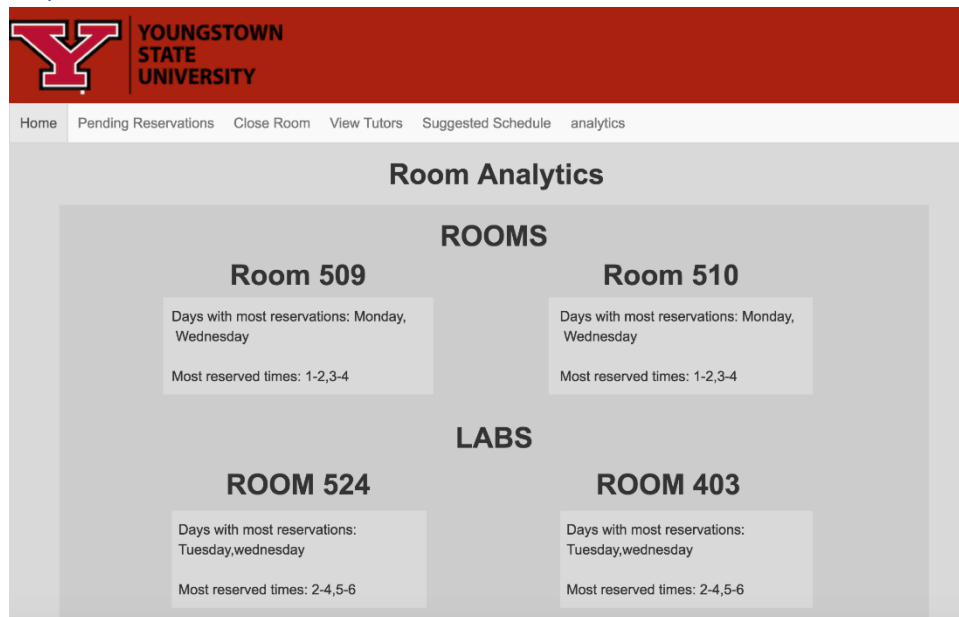 YOUNGSTOWN
STATE
UNIVERSITY
Home Pending Reservations Close Room View Tutors Suggested Schedule analytics
Room Analytics
ROOMS
Room 509
Days with most reservations: Monday,
Wednesday
Most reserved times: 1-2,3-4
Room 510
Days with most reservations: Monday,
Wednesday
Most reserved times: 1-2,3-4
LABS
ROOM 524
Days with most reservations:
Tuesday,wednesday
Most reserved times: 2-4,5-6
ROOM 403
Days with most reservations:
Tuesday,wednesday
Most reserved times: 2-4,5-6